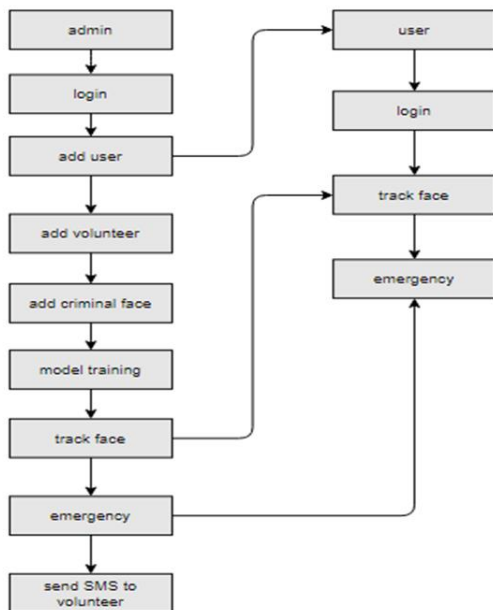 admin
login
add user
add volunteer
add criminal face
model training
track face
emergency
send SMS to
volunteer
user
login
track face
emergency